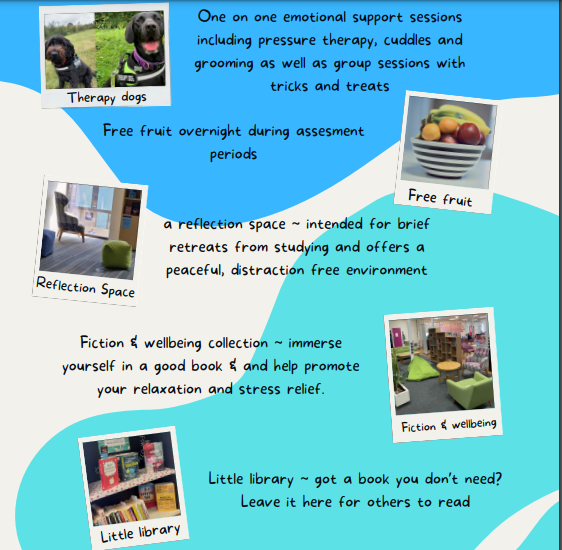 One on one emotional support sessions
including pressure therapy, cuddles and
grooming as well as group sessions with
tricks and treats
Therapy dogs
Free fruit overnight during assesment
periods
Free fruit
a reflection space ~ intended for brief
retreats from studying and offers a
peaceful, distraction free environment
Reflection Space
Fiction & wellbeing collection ~ immerse
yourself in a good book & and help promote
your relaxation and stress relief.
Fiction & wellbeing
Little library ~ got a book you don't need?
Leave it here for others to read
Little library